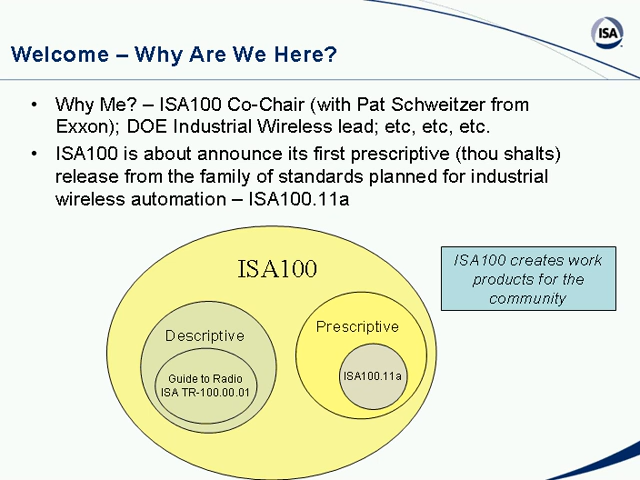 ISA
Welcome – Why Are We Here?
• Why Me? – ISA100 Co-Chair (with Pat Schweitzer from
Exxon); DOE Industrial Wireless lead; etc, etc, etc.
• ISA100 is about announce its first prescriptive (thou shalts)
release from the family of standards planned for industrial
wireless automation – ISA100.11a
ISA100
ISA100 creates work
products for the
community
Descriptive
Prescriptive
Guide to Radio
ISA TR-100.00.01
ISA100.11a